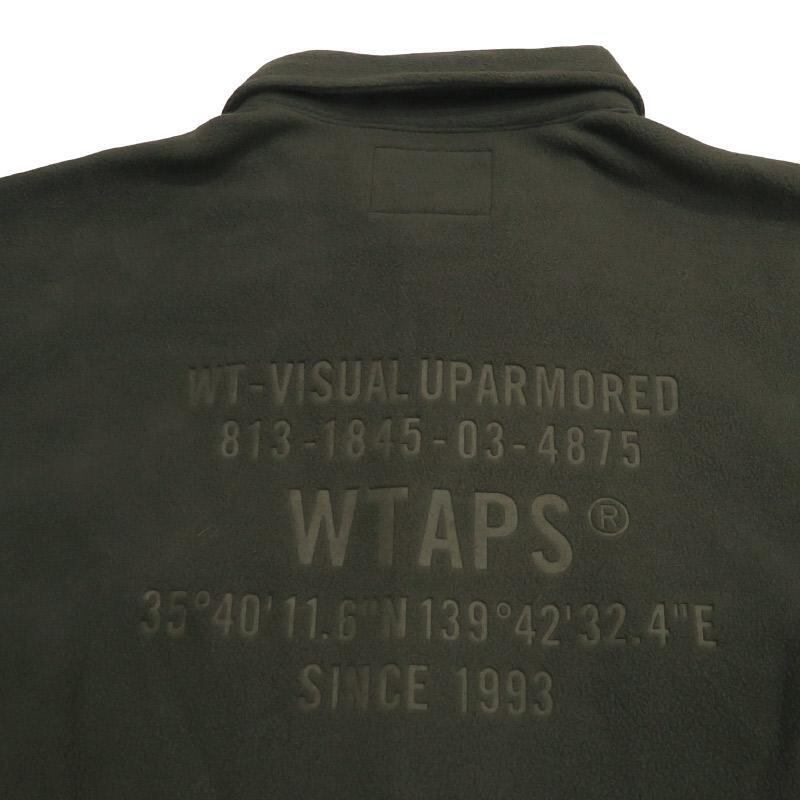 WT-VISUAL UPARMORED
813-1845-03-4875
WTAPS®
35°40'11.6"N 139°42'32.4"E
SINCE 1993